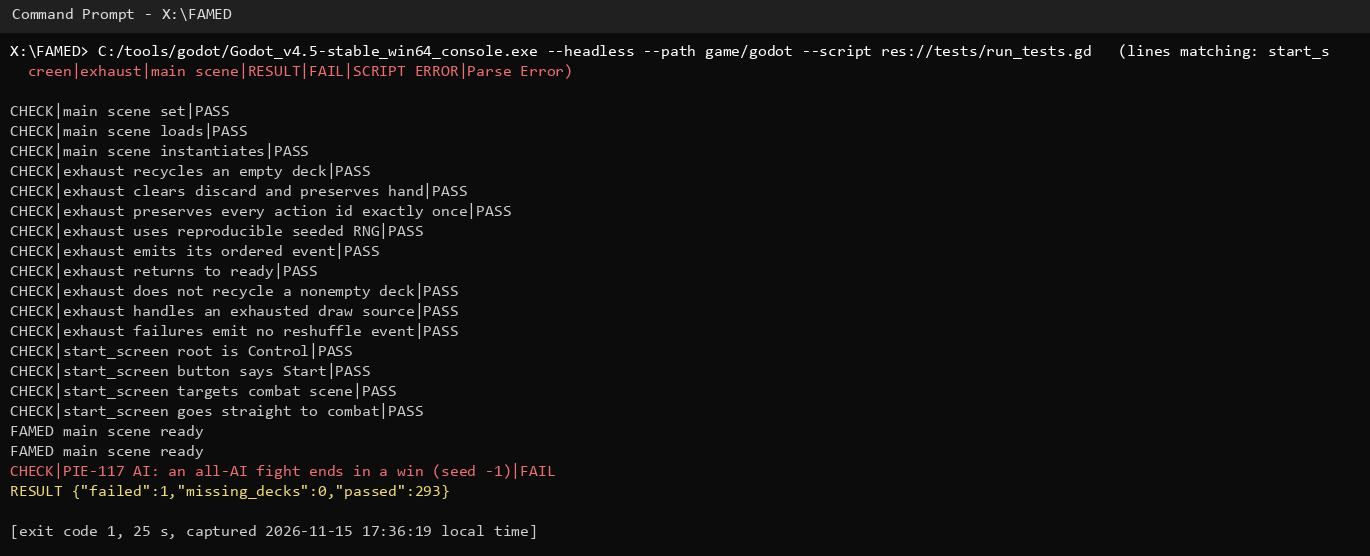 Command Prompt - X:\FAMED
X:\FAMED> C:/tools/godot/Godot_v4.5-stable_win64_console.exe --headless --path game/godot --script res://tests/run_tests.gd   (lines matching: start_s
creen|exhaust|main scene|RESULT|FAIL|SCRIPT ERROR|Parse Error)
CHECK|main scene set|PASS
CHECK|main scene loads|PASS
CHECK|main scene instantiates|PASS
CHECK|exhaust recycles an empty deck|PASS
CHECK|exhaust clears discard and preserves hand|PASS
CHECK|exhaust preserves every action id exactly once|PASS
CHECK|exhaust uses reproducible seeded RNG|PASS
CHECK|exhaust emits its ordered event|PASS
CHECK|exhaust returns to ready|PASS
CHECK|exhaust does not recycle a nonempty deck|PASS
CHECK|exhaust handles an exhausted draw source|PASS
CHECK|exhaust failures emit no reshuffle event|PASS
CHECK|start_screen root is Control|PASS
CHECK|start_screen button says Start|PASS
CHECK|start_screen targets combat scene|PASS
CHECK|start_screen goes straight to combat|PASS
FAMED main scene ready
FAMED main scene ready
CHECK|PIE-117 AI: an all-AI fight ends in a win (seed -1)|FAIL
RESULT {"failed":1,"missing_decks":0,"passed":293}
[exit code 1, 25 s, captured 2026-11-15 17:36:19 local time]